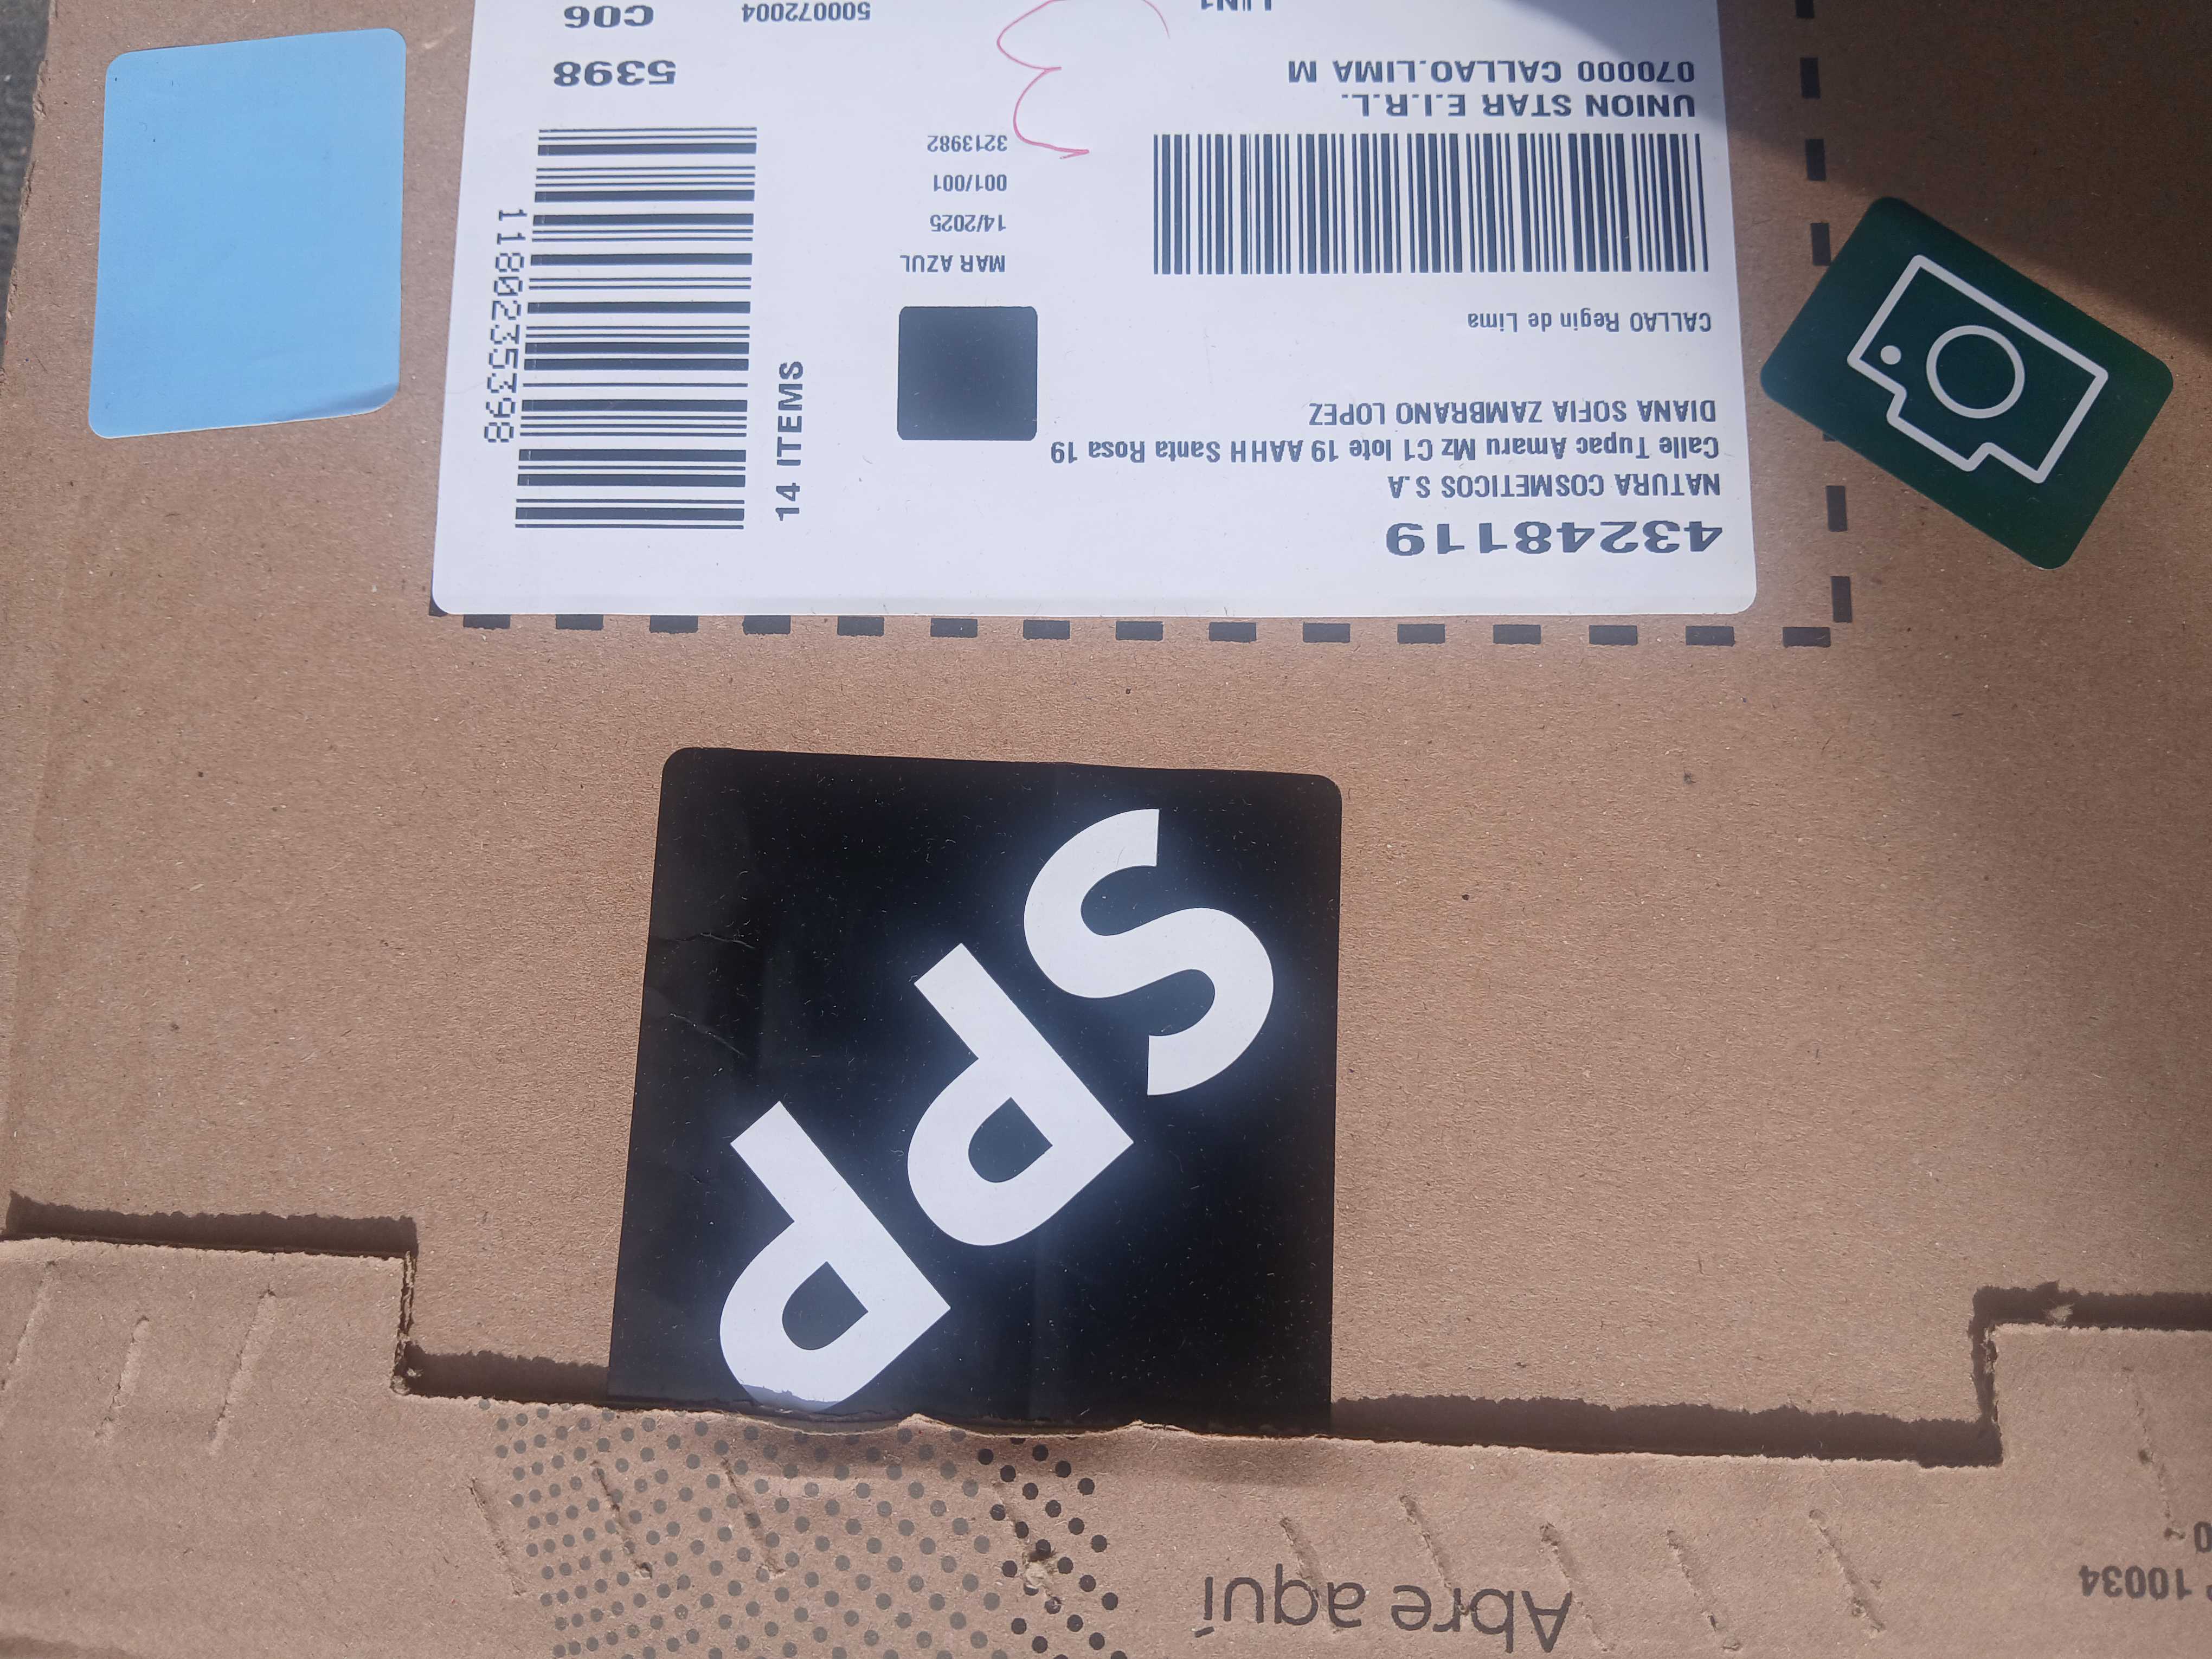 43248119
NATURA COSMETICOS S.A
Calle Tupac Amaru Mz C1 lote 19 AAHH Santa Rosa 19
DIANA SOFIA ZAMBRANO LOPEZ
CALLAO Regin de Lima
UNION STAR E.I.R.L.
070000 CALLAO.LIMA M
MAR AZUL
14/2025
001/001
3213982
14 ITEMS
1180235398
5398
C06
500072004
SPP
Abre aquí
10034